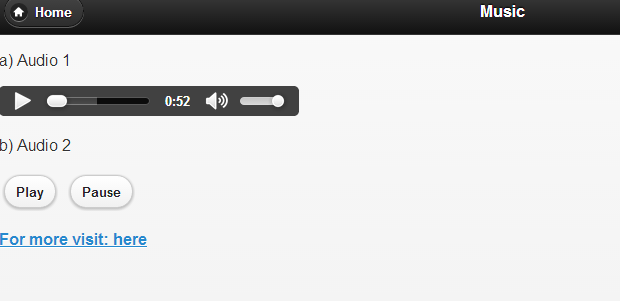 Home
Music
a) Audio 1
0:52
b) Audio 2
Play Pause
For more visit: here